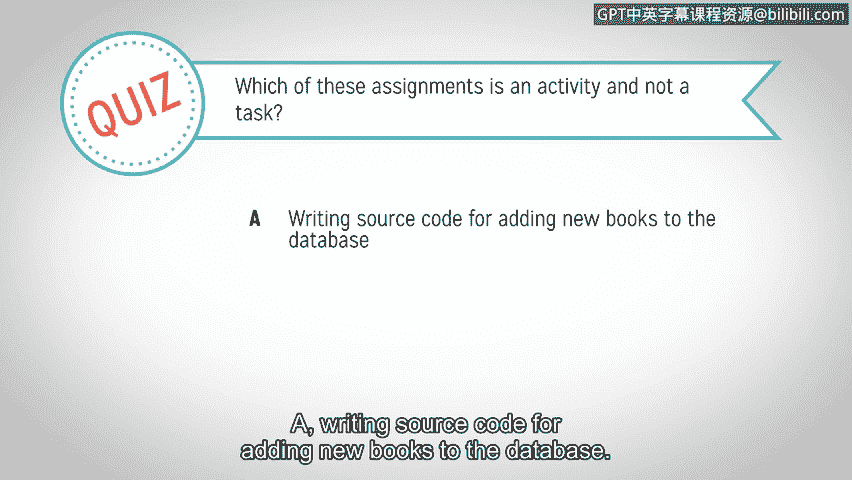 GPT中英字幕课程资源@bilibili.com
QUIZ
Which of these assignments is an activity and not a
task?
A Writing source code for adding new books to the
database
A, writing source code for
adding new books to the database.